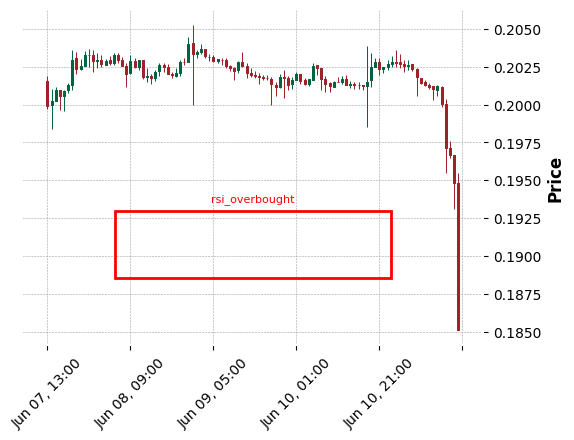 0.2050
0.2025
0.2000
0.1975
0.1950
0.1925
0.1900
0.1875
0.1850
Price
rsi_overbought
Jun 07, 13:00
Jun 08, 09:00
Jun 09, 05:00
Jun 10, 01:00
Jun 10, 21:00